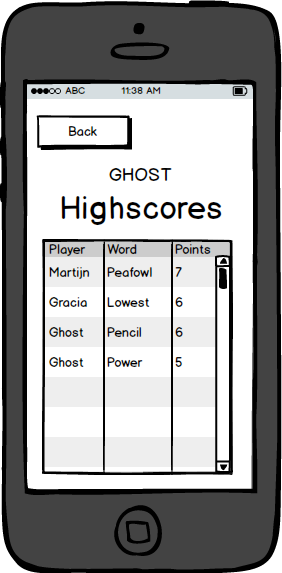 ABC 11:38 AM
Back
GHOST
Highscores
Player Word Points
Martijn Peafowl 7
Gracia Lowest 6
Ghost Pencil 6
Ghost Power 5